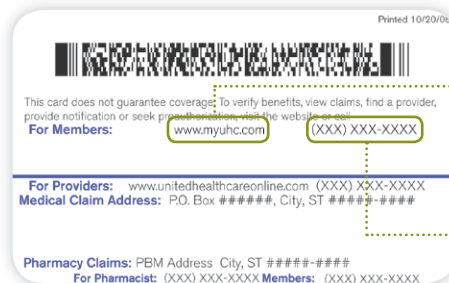 Printed 10/20/06
This card does not guarantee coverage. To verify benefits, view claims, find a provider,
provide notification or seek preauthorization, visit the website or call
For Members: www.myuhc.com (XXX) XXX-XXXX
For Providers: www.unitedhealthcareonline.com (XXX) XXX-XXXX
Medical Claim Address: P.O. Box ######, City, ST #####-####
Pharmacy Claims: PBM Address City, ST #####-####
For Pharmacist: (XXX) XXX-XXXX Members: (XXX) XXX-XXXX